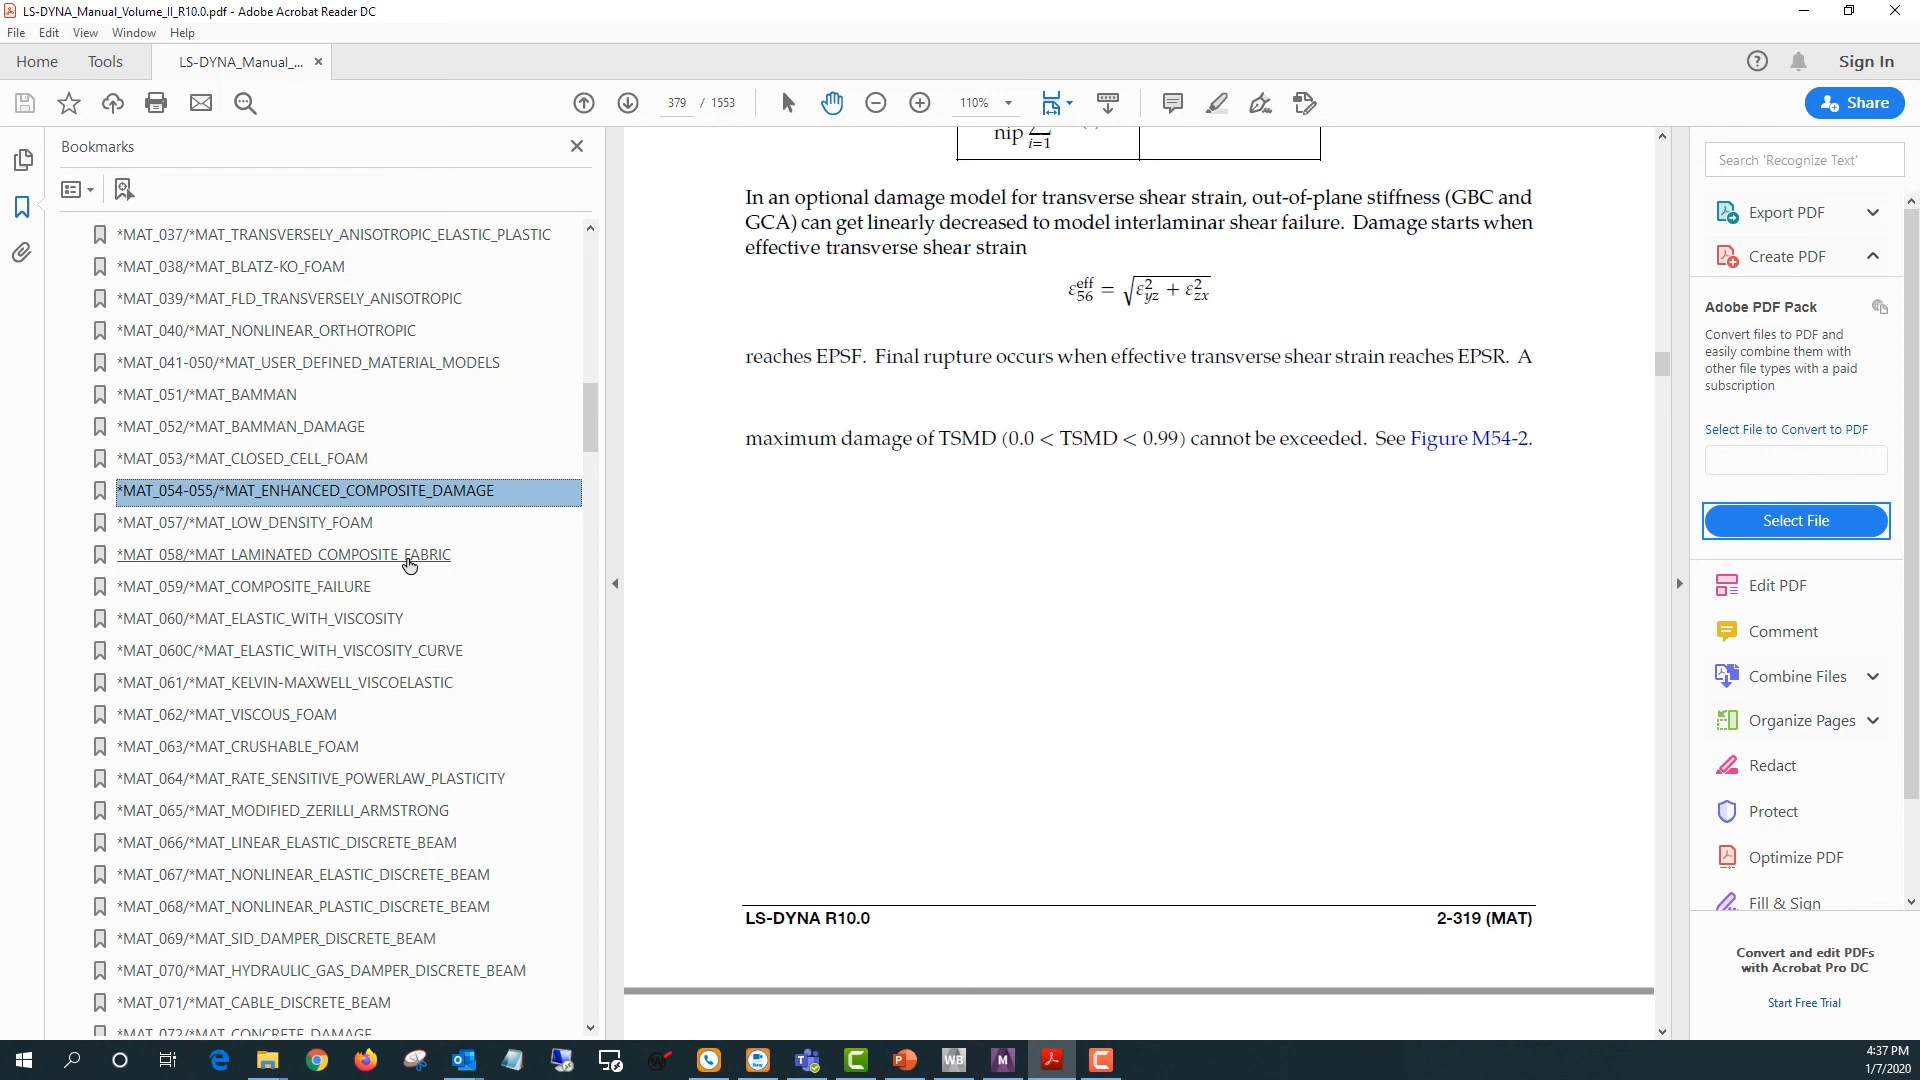 LS-DYNA_Manual_Volume_II_R10.0.pdf - Adobe Acrobat Reader DC
File Edit View Window Help
Home Tools LS-DYNA_Manual_... × Sign In
379 / 1553 110% Share
Bookmarks
*MAT_037/*MAT_TRANSVERSELY_ANISOTROPIC_ELASTIC_PLASTIC
*MAT_038/*MAT_BLATZ-KO_FOAM
*MAT_039/*MAT_FLD_TRANSVERSELY_ANISOTROPIC
*MAT_040/*MAT_NONLINEAR_ORTHOTROPIC
*MAT_041-050/*MAT_USER_DEFINED_MATERIAL_MODELS
*MAT_051/*MAT_BAMMAN
*MAT_052/*MAT_BAMMAN_DAMAGE
*MAT_053/*MAT_CLOSED_CELL_FOAM
*MAT_054-055/*MAT_ENHANCED_COMPOSITE_DAMAGE
*MAT_057/*MAT_LOW_DENSITY_FOAM
*MAT_058/*MAT_LAMINATED_COMPOSITE_FABRIC
*MAT_059/*MAT_COMPOSITE_FAILURE
*MAT_060/*MAT_ELASTIC_WITH_VISCOSITY
*MAT_060C/*MAT_ELASTIC_WITH_VISCOSITY_CURVE
*MAT_061/*MAT_KELVIN-MAXWELL_VISCOELASTIC
*MAT_062/*MAT_VISCOUS_FOAM
*MAT_063/*MAT_CRUSHABLE_FOAM
*MAT_064/*MAT_RATE_SENSITIVE_POWERLAW_PLASTICITY
*MAT_065/*MAT_MODIFIED_ZERILLI_ARMSTRONG
*MAT_066/*MAT_LINEAR_ELASTIC_DISCRETE_BEAM
*MAT_067/*MAT_NONLINEAR_ELASTIC_DISCRETE_BEAM
*MAT_068/*MAT_NONLINEAR_PLASTIC_DISCRETE_BEAM
*MAT_069/*MAT_SID_DAMPER_DISCRETE_BEAM
*MAT_070/*MAT_HYDRAULIC_GAS_DAMPER_DISCRETE_BEAM
*MAT_071/*MAT_CABLE_DISCRETE_BEAM
*MAT_072/*MAT_CONCRETE_DAMAGE
nip
i=1
In an optional damage model for transverse shear strain, out-of-plane stiffness (GBC and
GCA) can get linearly decreased to model interlaminar shear failure. Damage starts when
effective transverse shear strain
ε₅₆^eff = √(ε²_yz + ε²_zx)
reaches EPSF. Final rupture occurs when effective transverse shear strain reaches EPSR. A
maximum damage of TSMD (0.0 < TSMD < 0.99) cannot be exceeded. See Figure M54-2.
LS-DYNA R10.0 2-319 (MAT)
Search 'Recognize Text'
Export PDF
Create PDF
Adobe PDF Pack
Convert files to PDF and
easily combine them with
other file types with a paid
subscription
Select File to Convert to PDF
Select File
Edit PDF
Comment
Combine Files
Organize Pages
Redact
Protect
Optimize PDF
Fill & Sign
Convert and edit PDFs
with Acrobat Pro DC
Start Free Trial
WB M
4:37 PM
1/7/2020